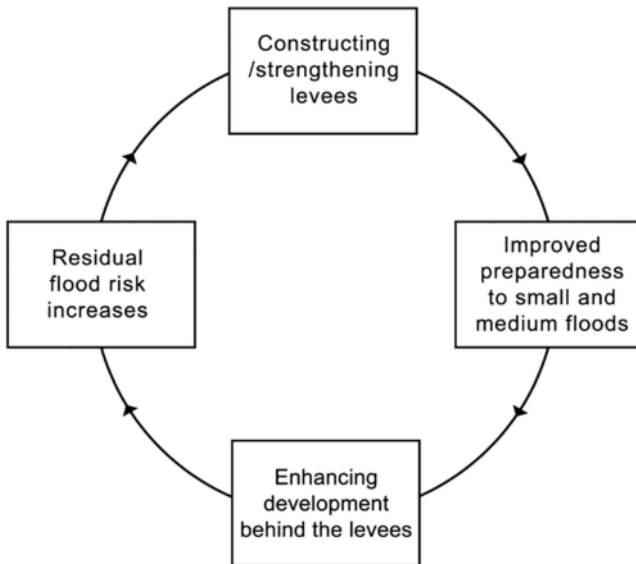 Constructing
/strengthening
levees
Improved
preparedness
to small and
medium floods
Enhancing
development
behind the levees
Residual
flood risk
increases